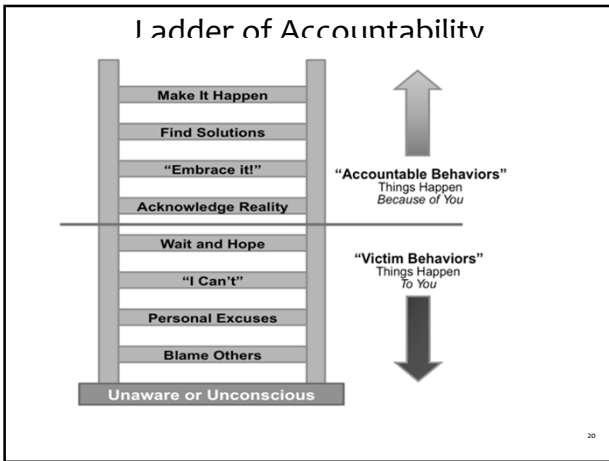 Ladder of Accountability
Make It Happen
Find Solutions
“Embrace it!”
Acknowledge Reality
Wait and Hope
“I Can’t”
Personal Excuses
Blame Others
Unaware or Unconscious
“Accountable Behaviors”
Things Happen
Because of You
“Victim Behaviors”
Things Happen
To You
20